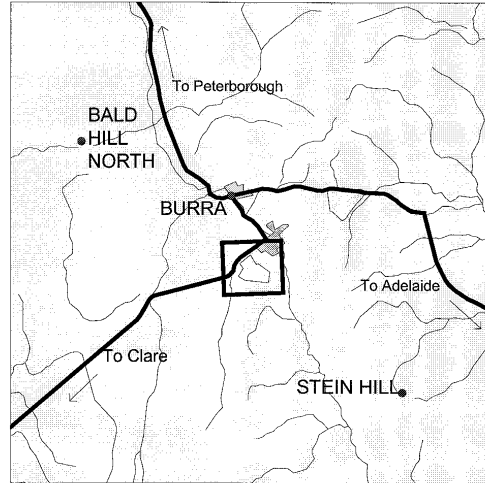 To Peterborough
BALD
HILL
NORTH
BURRA
To Adelaide
To Clare
STEIN HILL